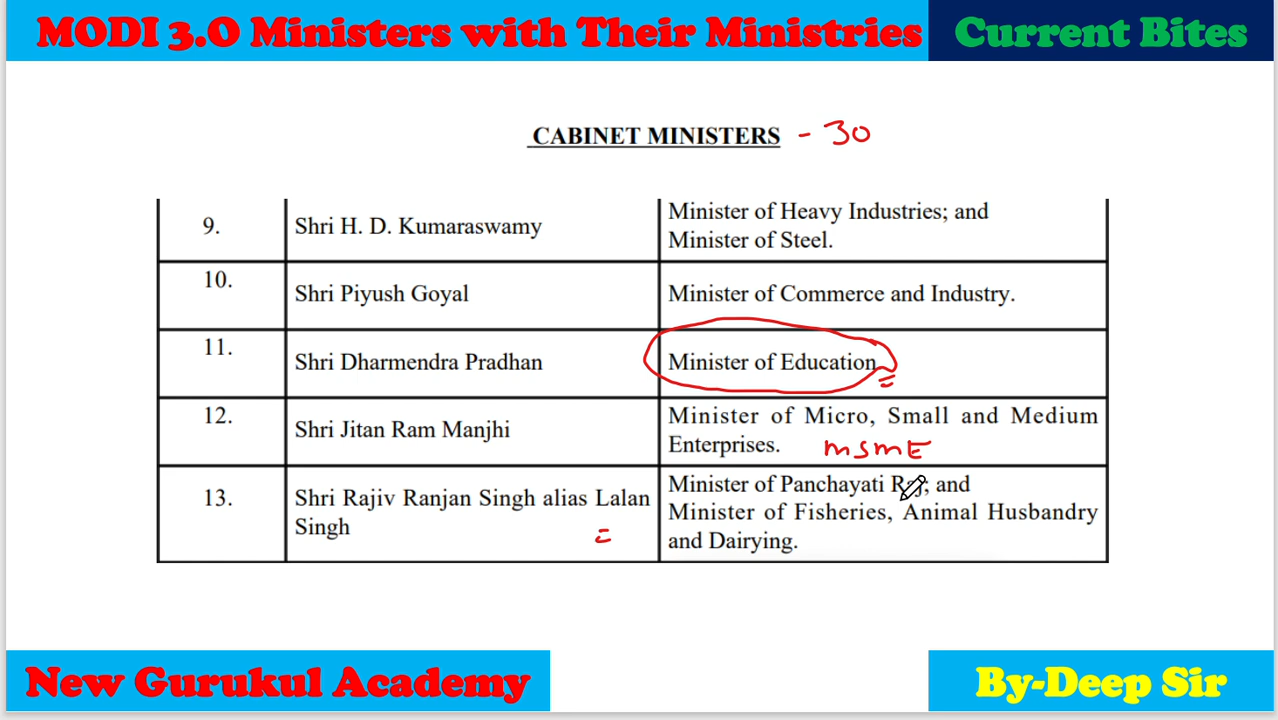 MODI 3.0 Ministers with Their Ministries
Current Bites
CABINET MINISTERS - 30
9.
Shri H. D. Kumaraswamy
Minister of Heavy Industries; and
Minister of Steel.
10.
Shri Piyush Goyal
Minister of Commerce and Industry.
11.
Shri Dharmendra Pradhan
Minister of Education
12.
Shri Jitan Ram Manjhi
Minister of Micro, Small and Medium
Enterprises. MSME
13.
Shri Rajiv Ranjan Singh alias Lalan
Singh
Minister of Panchayati Raj; and
Minister of Fisheries, Animal Husbandry
and Dairying.
New Gurukul Academy
By-Deep Sir